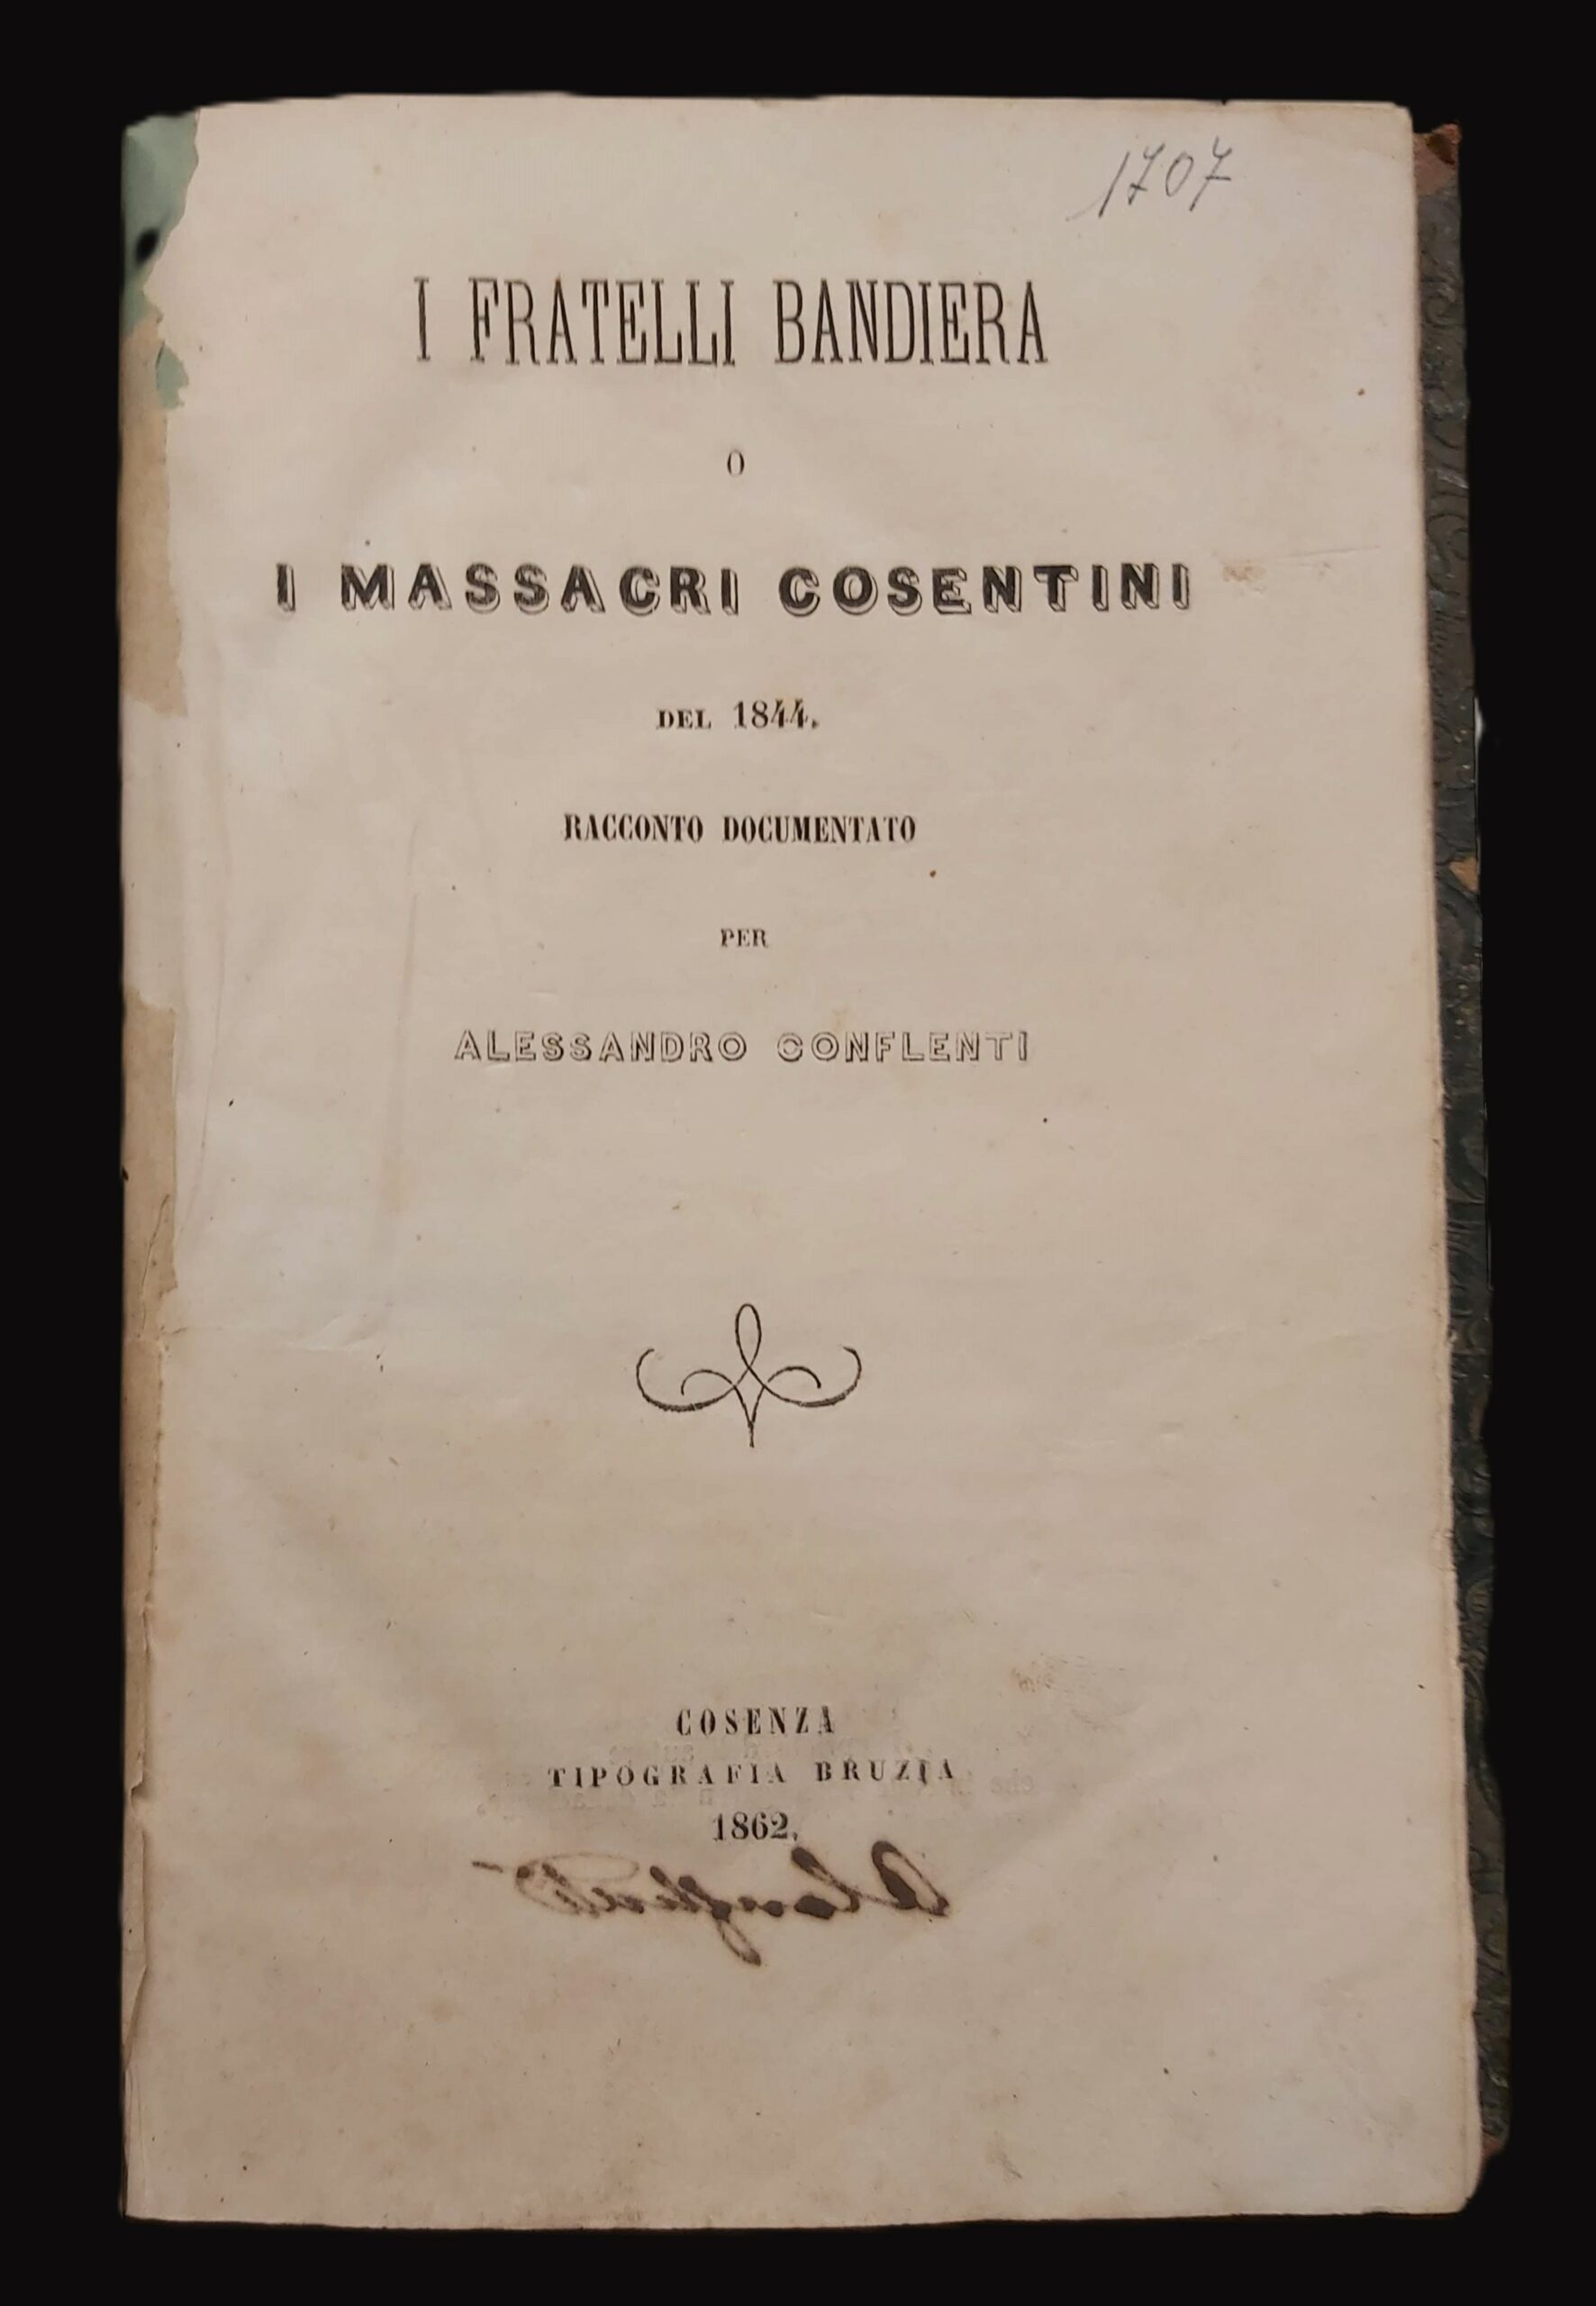 1707
I FRATELLI BANDIERA
O
I MASSACRI COSENTINI
DEL 1844.
RACCONTO DOCUMENTATO
PER
ALESSANDRO CONFLENTI
COSENZA
TIPOGRAFIA BRUZIA
1862.